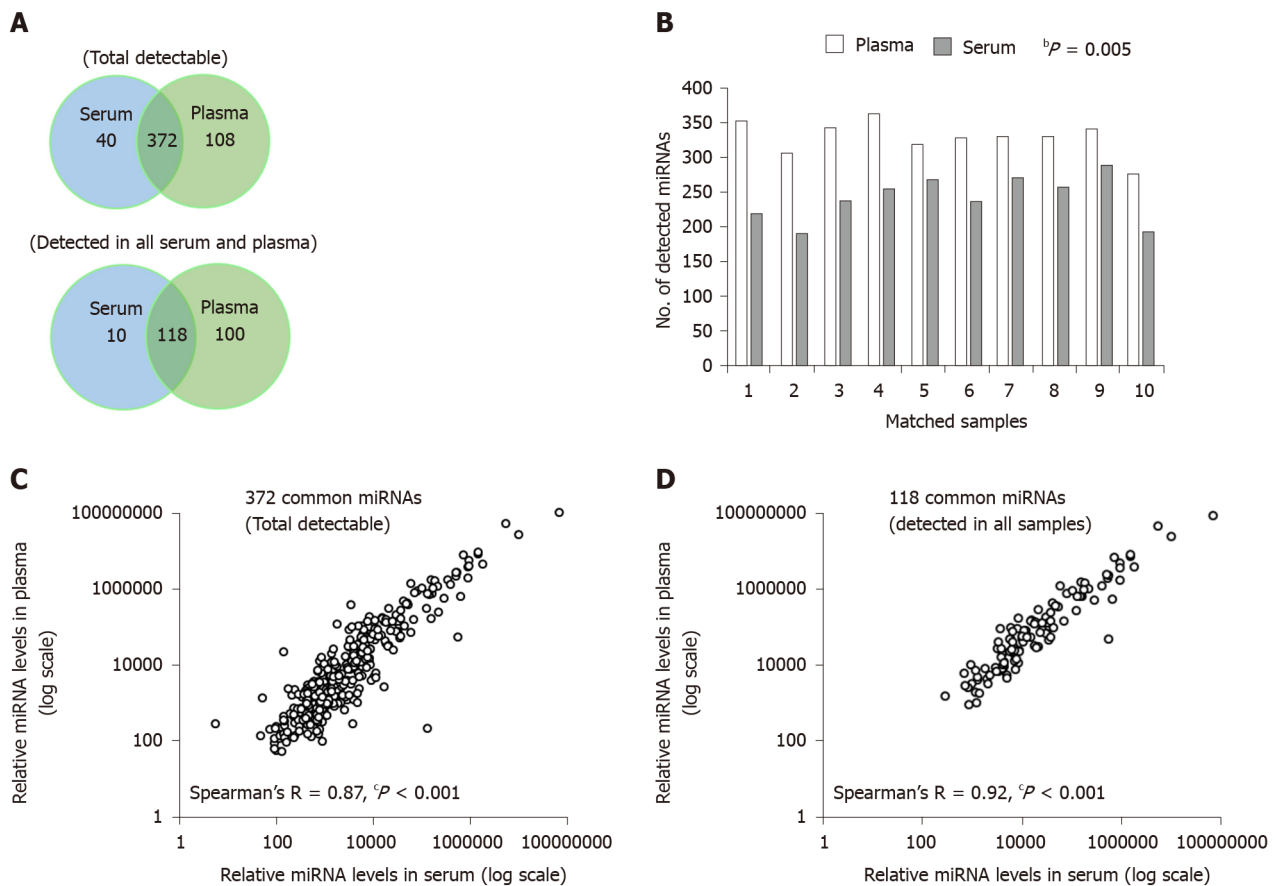 A
(Total detectable)
Serum
Plasma
40
372
108
(Detected in all serum and plasma)
Serum
Plasma
10
118
100
B
Plasma
Serum
ᵇP = 0.005
No. of detected miRNAs
400
350
300
250
200
150
100
50
0
1 2 3 4 5 6 7 8 9 10
Matched samples
C
372 common miRNAs
(Total detectable)
Relative miRNA levels in plasma
(log scale)
100000000
1000000
10000
100
1
Spearman's R = 0.87, ᶜP < 0.001
1 100 10000 1000000 100000000
Relative miRNA levels in serum (log scale)
D
118 common miRNAs
(detected in all samples)
Relative miRNA levels in plasma
(log scale)
100000000
1000000
10000
100
1
Spearman's R = 0.92, ᶜP < 0.001
1 100 10000 1000000 100000000
Relative miRNA levels in serum (log scale)